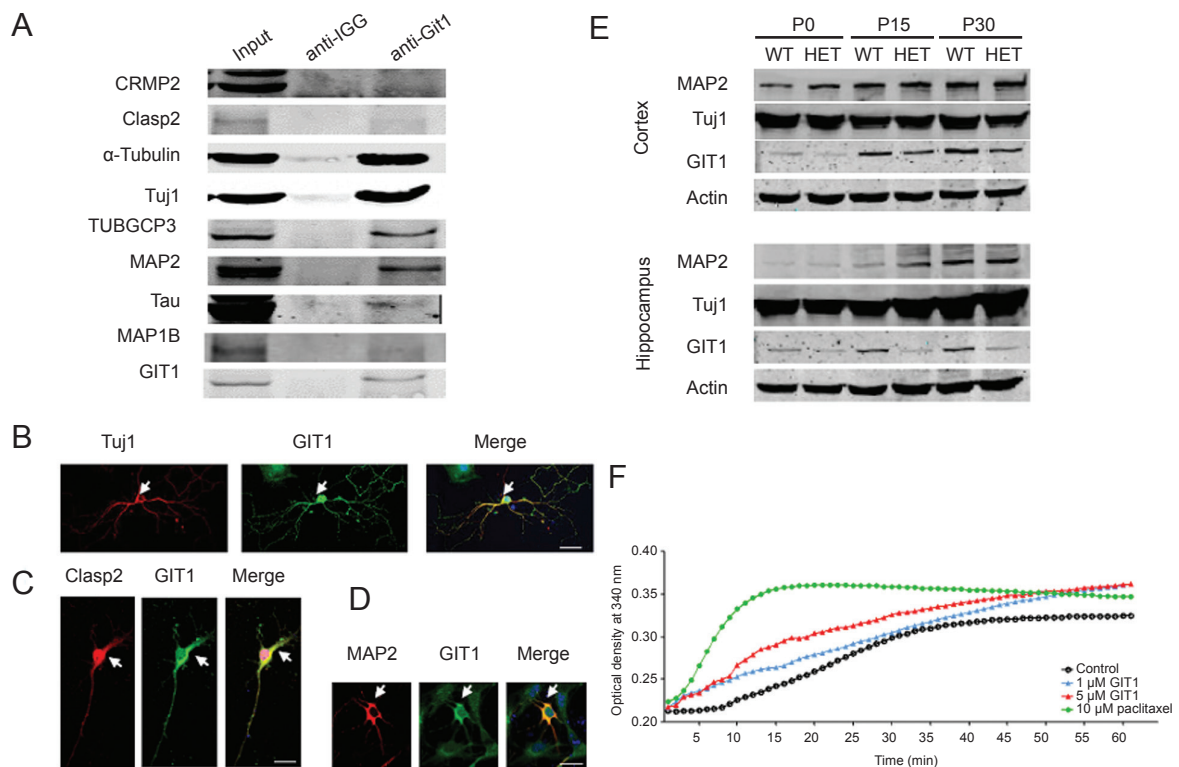 A
Input anti-IGG anti-Git1
CRMP2
Clasp2
α-Tubulin
Tuj1
TUBGCP3
MAP2
Tau
MAP1B
GIT1
B
Tuj1 GIT1 Merge
C
Clasp2 GIT1 Merge
D
MAP2 GIT1 Merge
E
P0 P15 P30
WT HET WT HET WT HET
Cortex
MAP2
Tuj1
GIT1
Actin
Hippocampus
MAP2
Tuj1
GIT1
Actin
F
Optical density at 340 nm
0.40
0.35
0.30
0.25
0.20
Control
1 µM GIT1
5 µM GIT1
10 µM paclitaxel
5 10 15 20 25 30 35 40 45 50 55 60
Time (min)